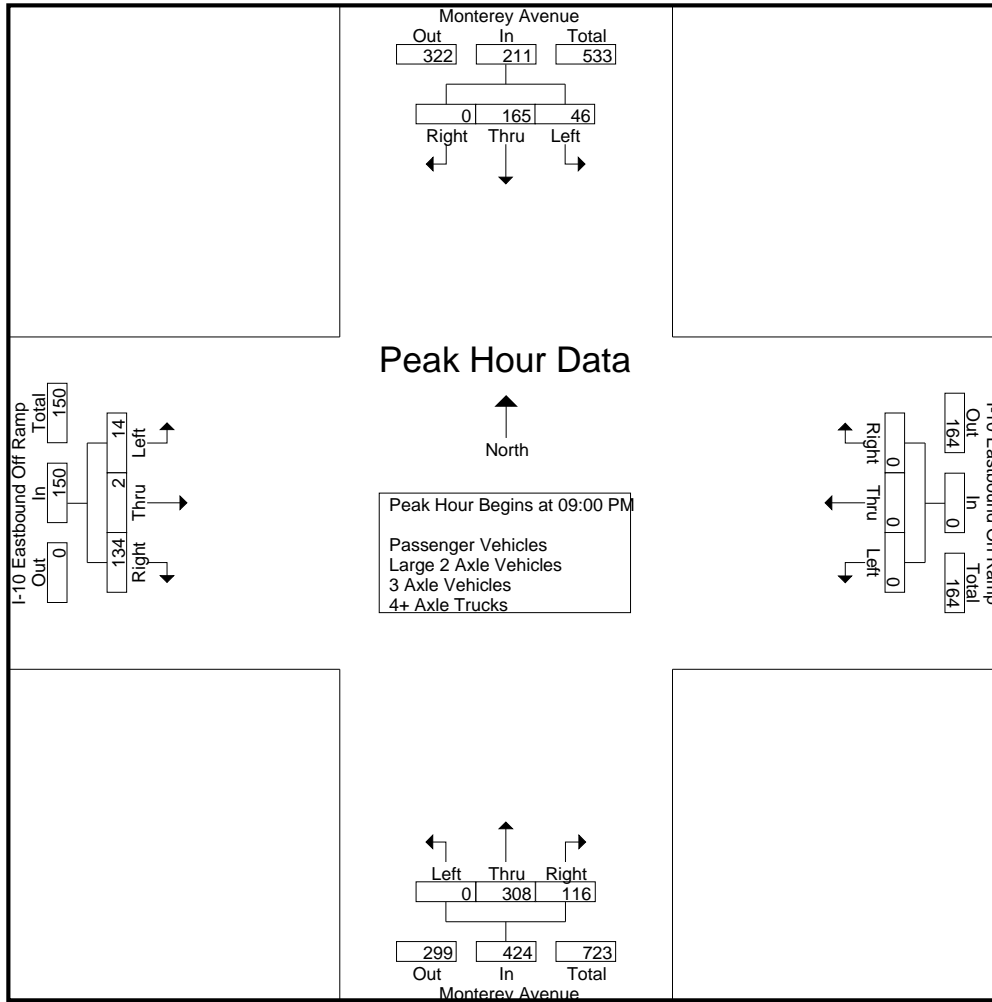 Monterey Avenue
Out In Total
322 211 533
0 165 46
Right Thru Left
Peak Hour Data
North
Peak Hour Begins at 09:00 PM
Passenger Vehicles
Large 2 Axle Vehicles
3 Axle Vehicles
4+ Axle Trucks
I-10 Eastbound Off Ramp
Out In Total
0 150 150
14 2 134
Left Thru Right
I-10 Eastbound On Ramp
Out In Total
164 0 164
0 0 0
Right Thru Left
Left Thru Right
0 308 116
299 424 723
Out In Total
Monterey Avenue